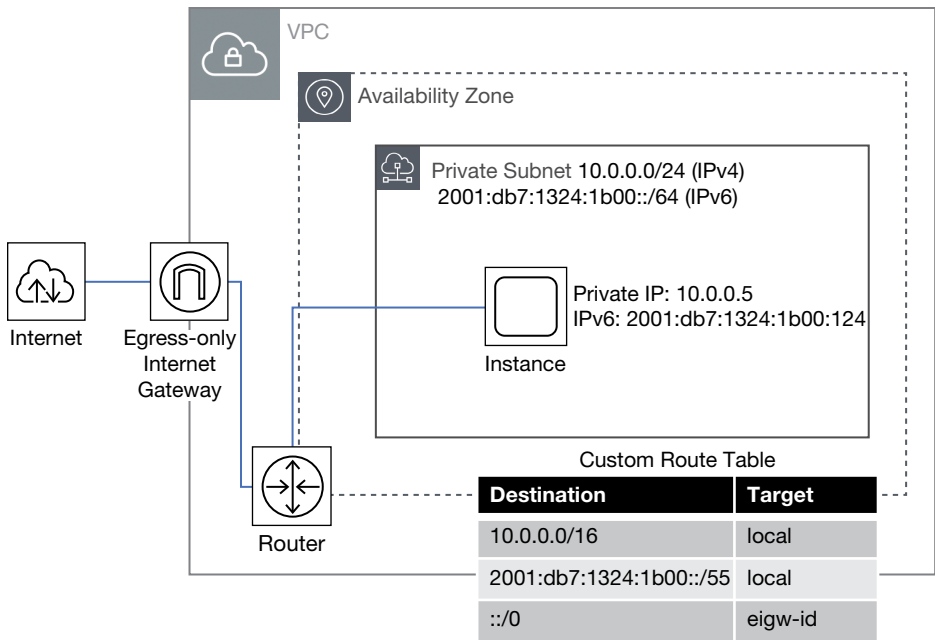 VPC
Availability Zone
Private Subnet 10.0.0.0/24 (IPv4)
2001:db7:1324:1b00::/64 (IPv6)
Private IP: 10.0.0.5
IPv6: 2001:db7:1324:1b00:124
Instance
Internet
Egress-only
Internet
Gateway
Router
Custom Route Table
Destination Target
10.0.0.0/16 local
2001:db7:1324:1b00::/55 local
::/0 eigw-id